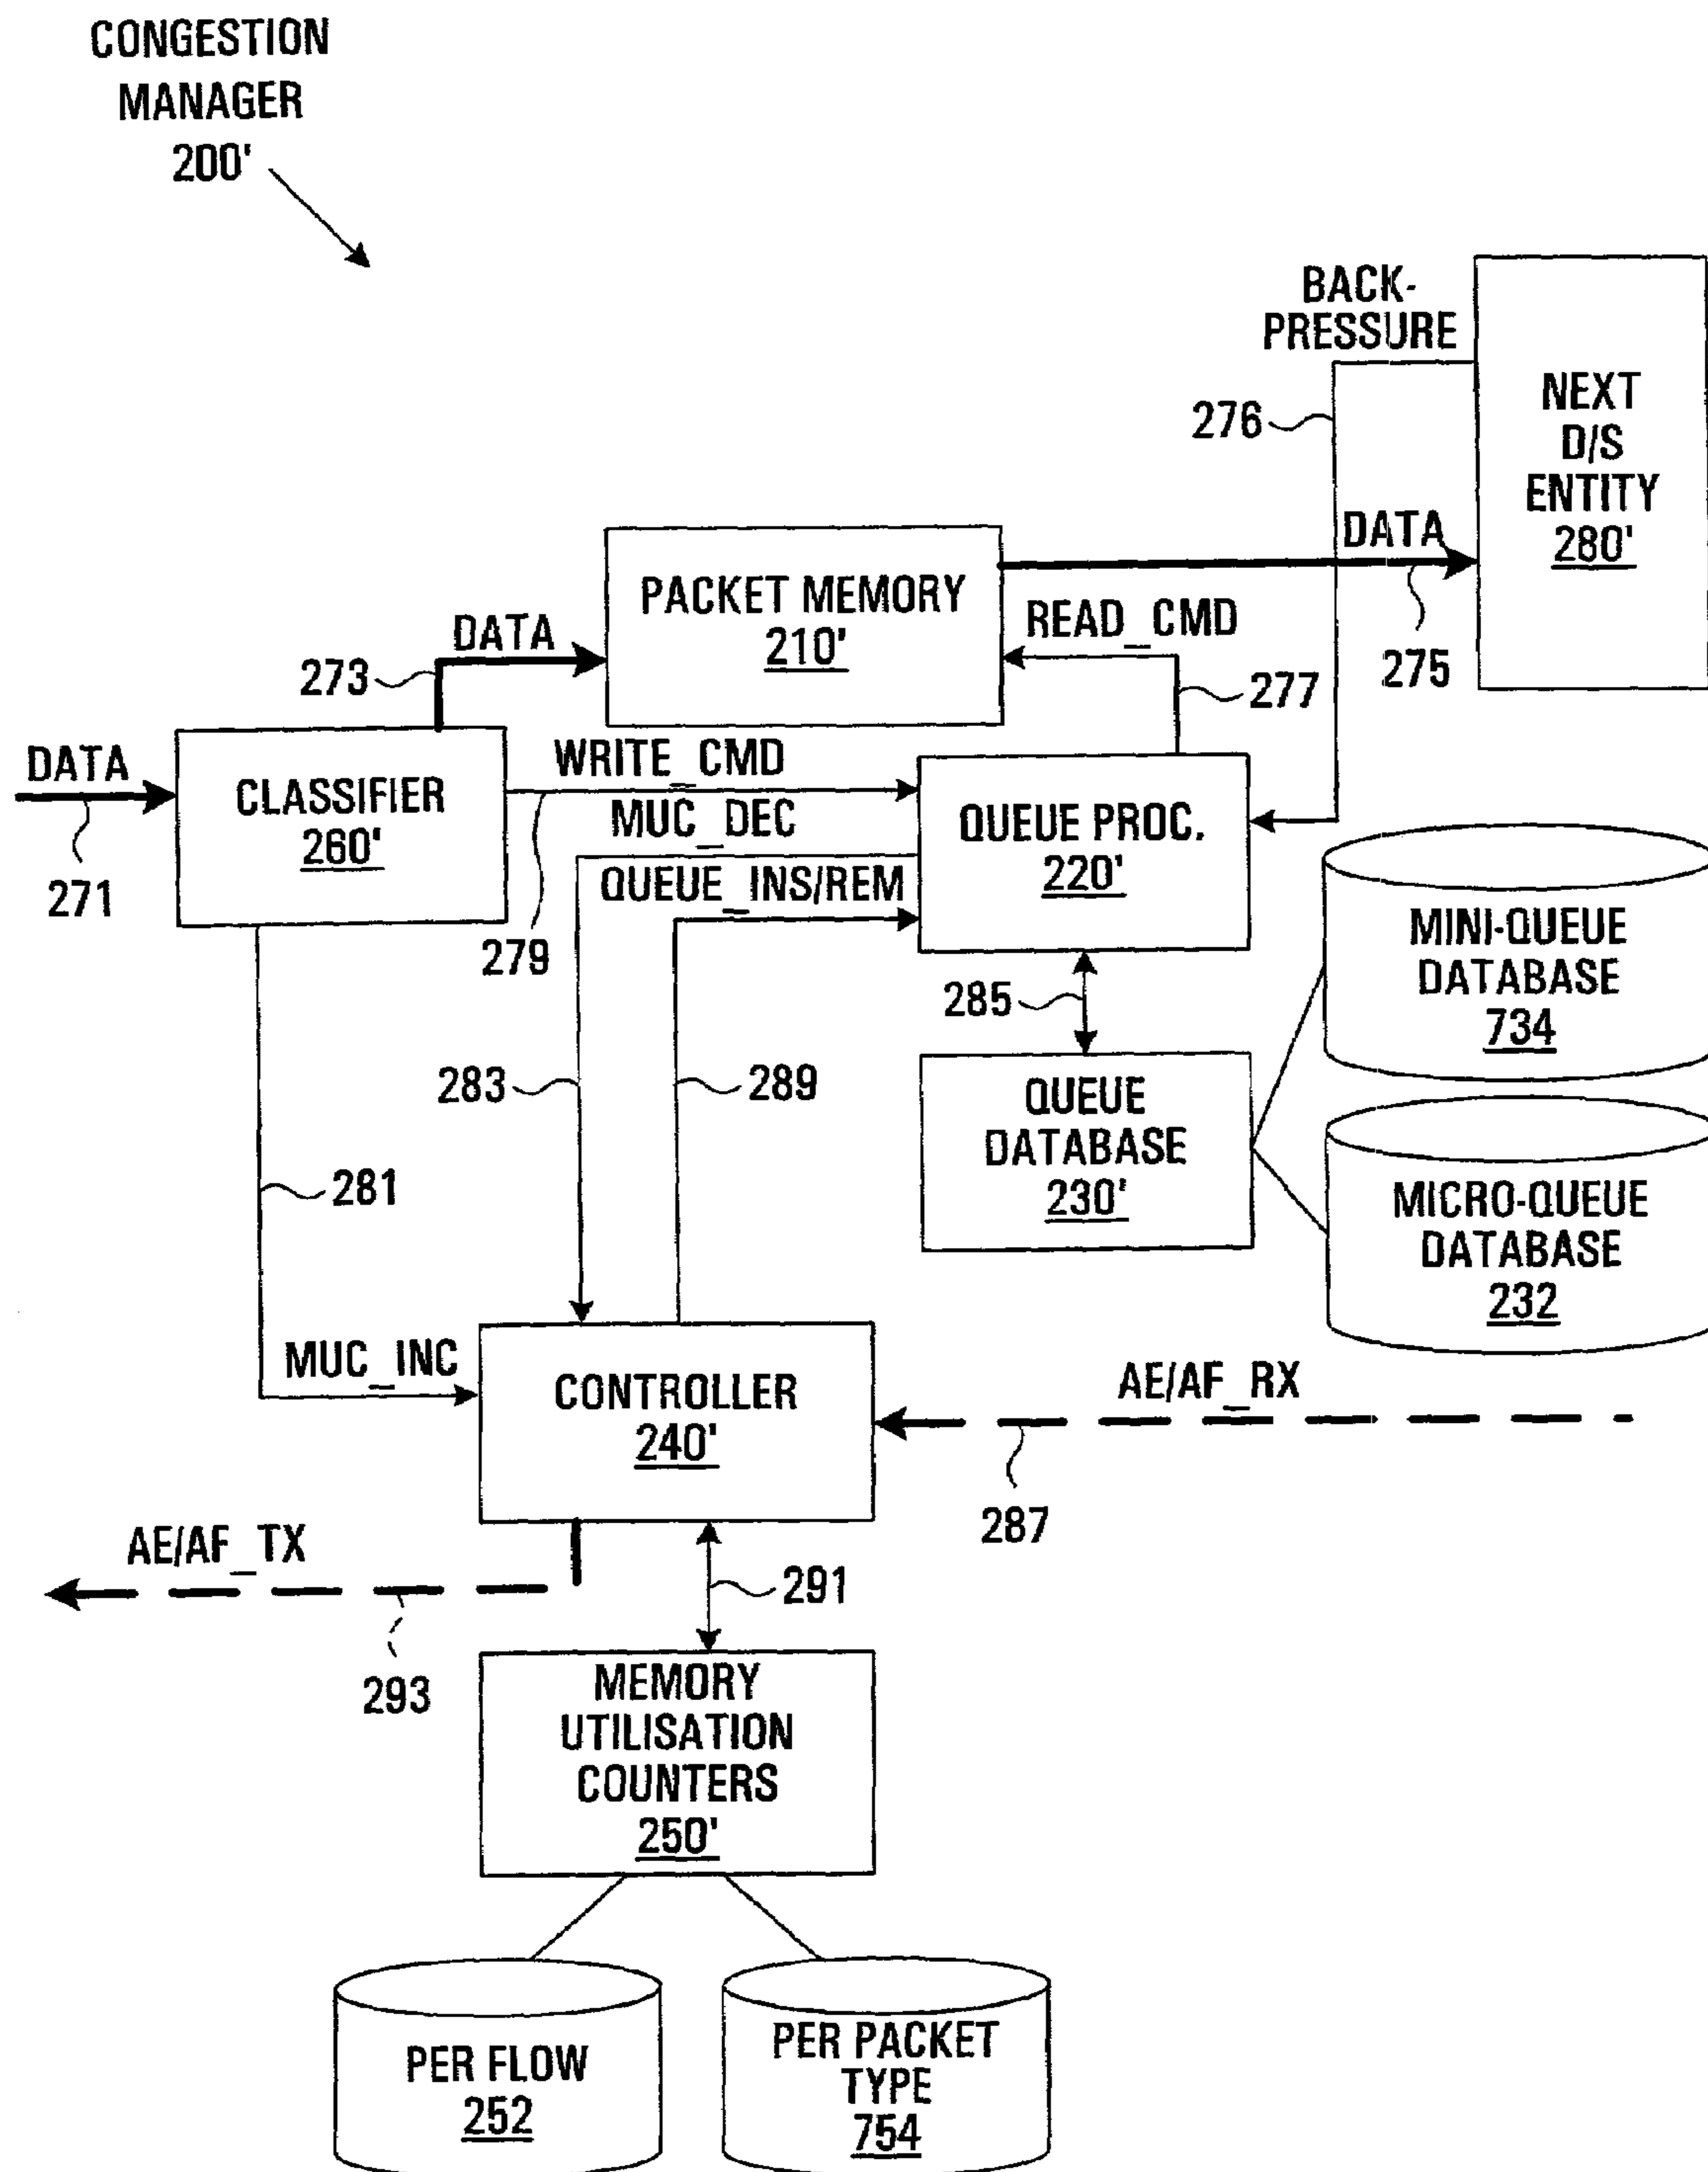 CONGESTION
MANAGER
200'
BACK-
PRESSURE
276
NEXT
D/S
ENTITY
280'
DATA
275
PACKET MEMORY
210'
READ_CMD
277
DATA
273
DATA
271
CLASSIFIER
260'
WRITE_CMD
279
MUC_DEC
QUEUE_INS/REM
QUEUE PROC.
220'
285
MINI-QUEUE
DATABASE
734
283
289
QUEUE
DATABASE
230'
MICRO-QUEUE
DATABASE
232
281
MUC_INC
CONTROLLER
240'
AE/AF_RX
287
AE/AF_TX
293
291
MEMORY
UTILISATION
COUNTERS
250'
PER FLOW
252
PER PACKET
TYPE
754